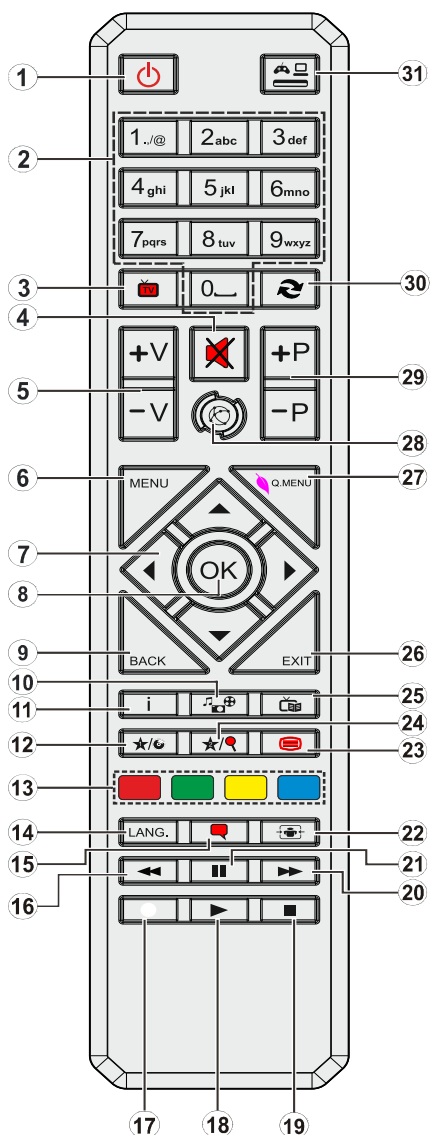 1 31
2 1../@ 2abc 3def
4ghi 5jkl 6mno
7pqrs 8tuv 9wxyz
3 TV 0 30
4
+V +P
5 29
-V -P
28
6 MENU Q.MENU 27
7
8 OK
9 BACK EXIT 26
10 25
11 i 24
12 / / 23
13
14 LANG. 22
15 21
16 20
17 18 19